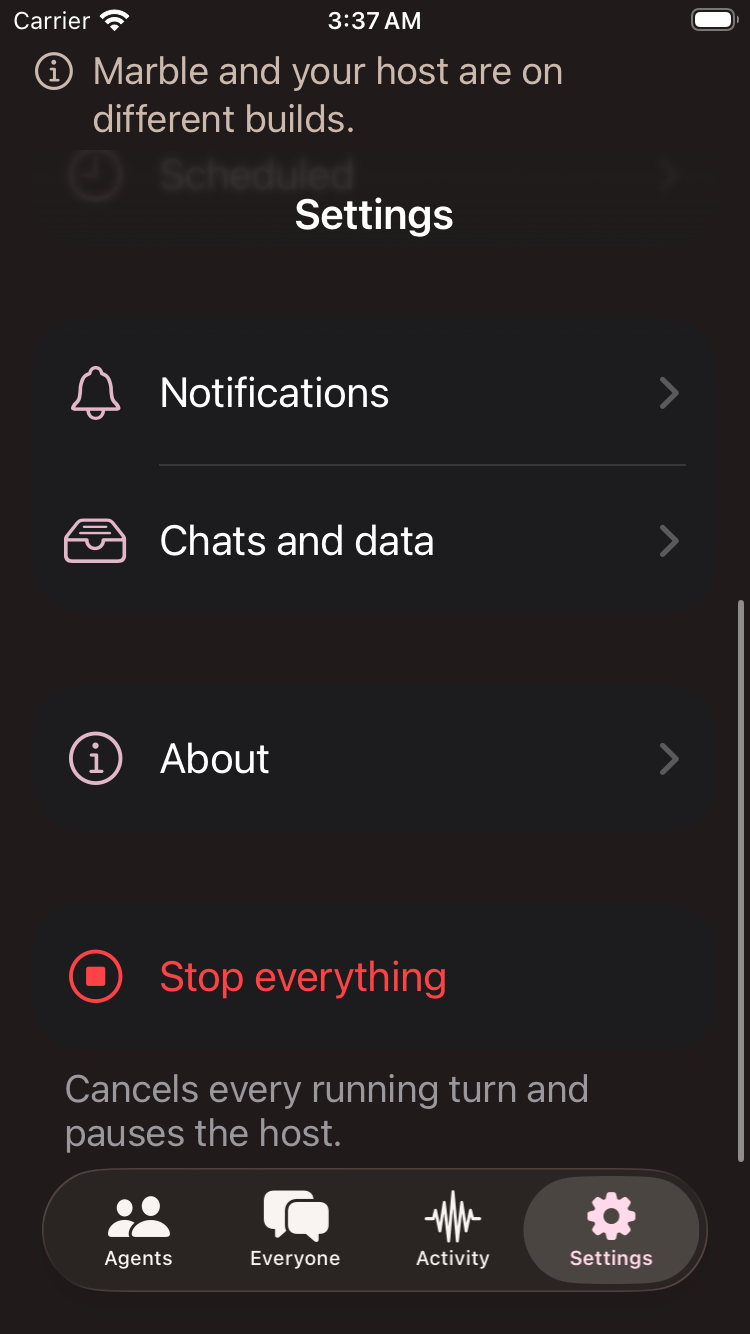 Carrier 3:37 AM
Marble and your host are on
different builds.
Scheduled
Settings
Notifications
Chats and data
About
Stop everything
Cancels every running turn and
pauses the host.
Agents Everyone Activity Settings